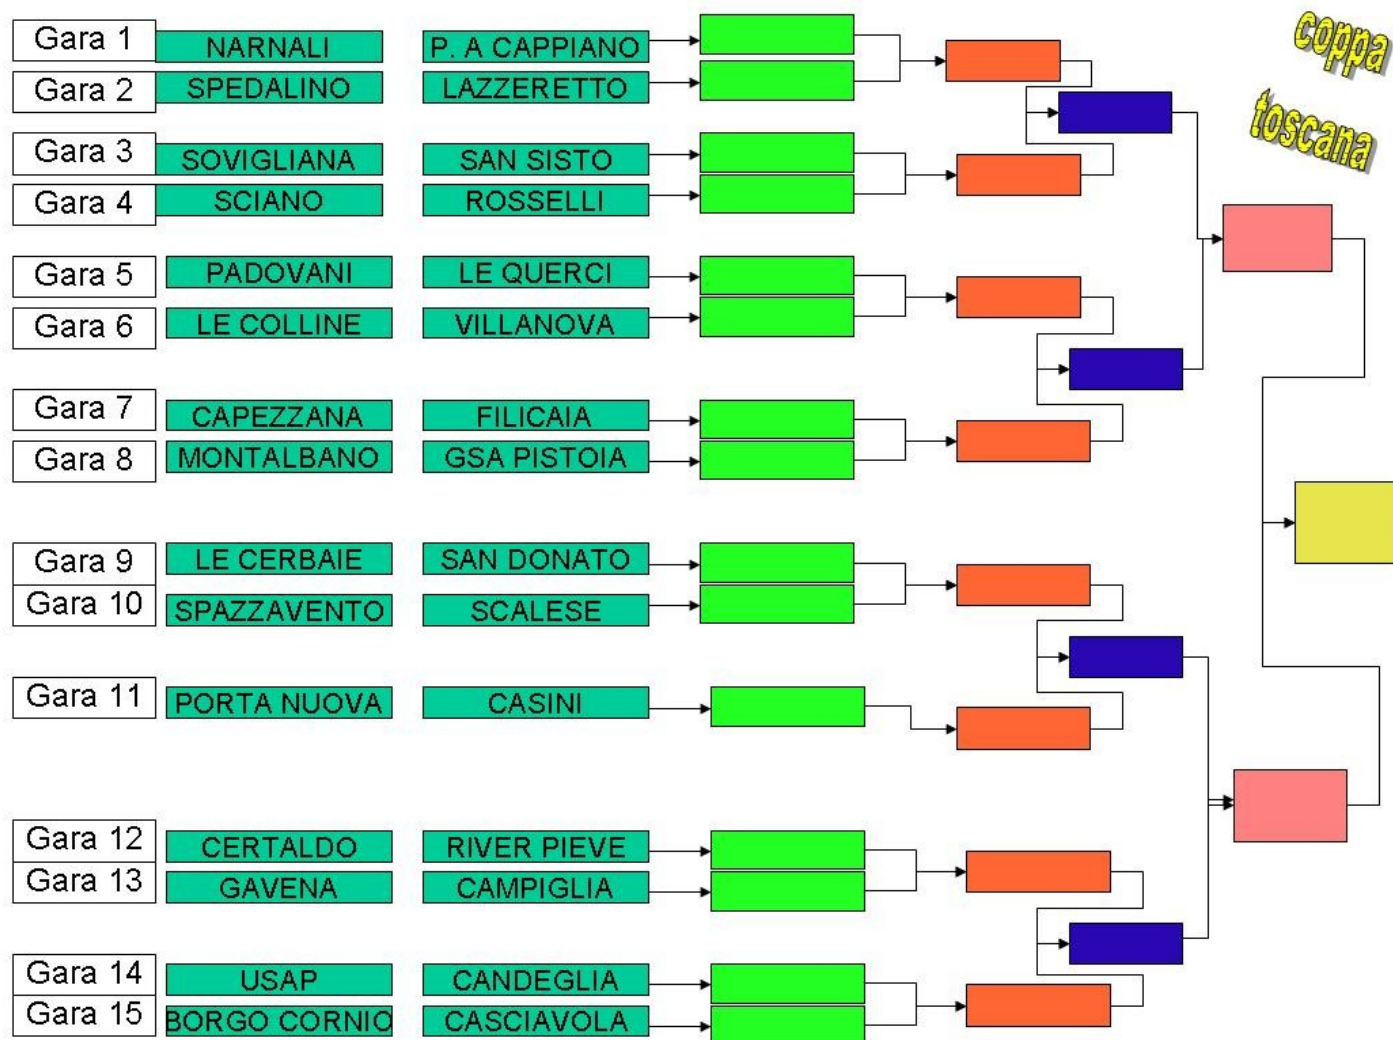 coppa
toscana
Gara 1 NARNALI P. A CAPPIANO
Gara 2 SPEDALINO LAZZERETTO
Gara 3 SOVIGLIANA SAN SISTO
Gara 4 SCIANO ROSSELLI
Gara 5 PADOVANI LE QUERCI
Gara 6 LE COLLINE VILLANOVA
Gara 7 CAPEZZANA FILICAIA
Gara 8 MONTALBANO GSA PISTOIA
Gara 9 LE CERBAIE SAN DONATO
Gara 10 SPAZZAVENTO SCALESE
Gara 11 PORTA NUOVA CASINI
Gara 12 CERTALDO RIVER PIEVE
Gara 13 GAVENA CAMPIGLIA
Gara 14 USAP CANDEGLIA
Gara 15 BORGO CORNIO CASCIAVOLA